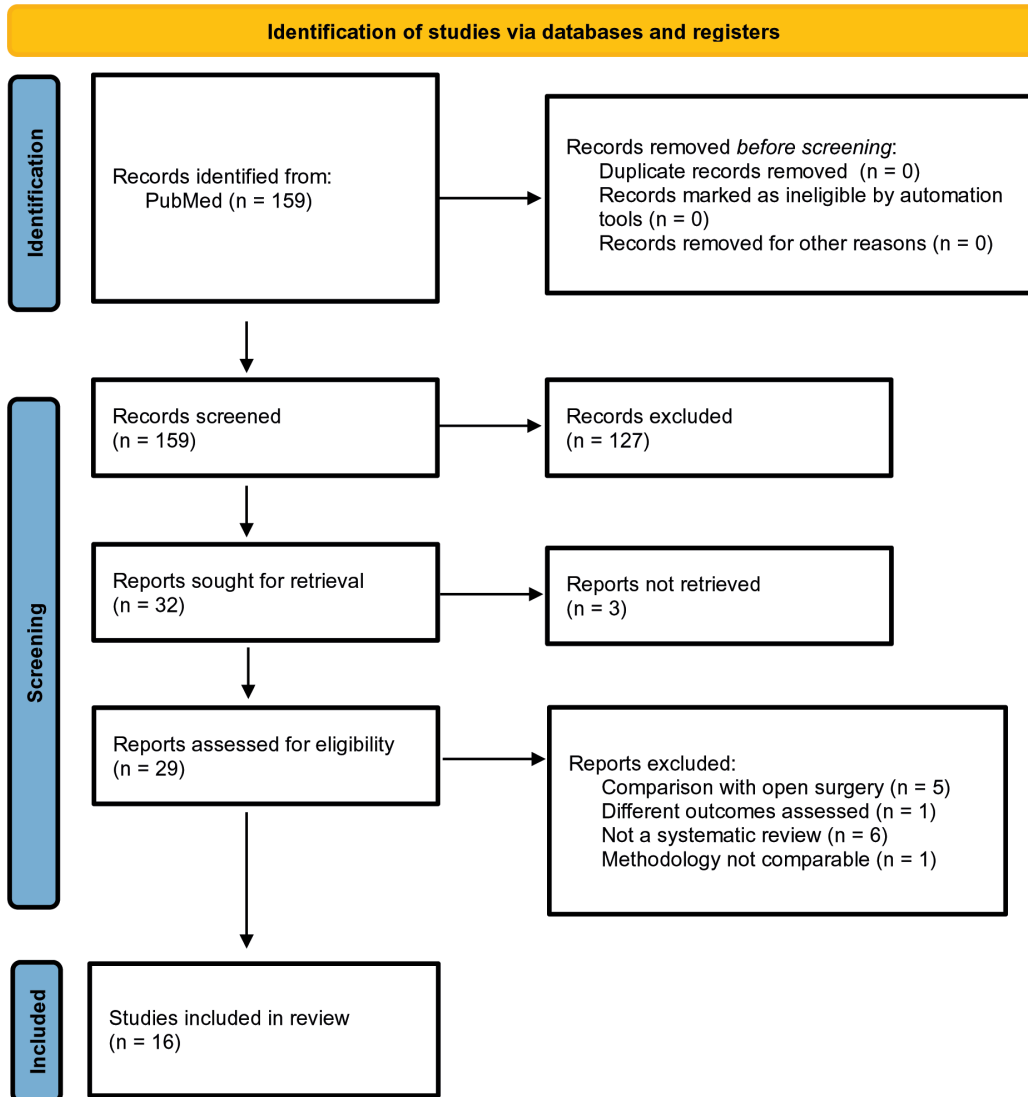 Identification of studies via databases and registers
Identification
Records identified from:
PubMed (n = 159)
Records removed before screening:
Duplicate records removed (n = 0)
Records marked as ineligible by automation
tools (n = 0)
Records removed for other reasons (n = 0)
Screening
Records screened
(n = 159)
Records excluded
(n = 127)
Reports sought for retrieval
(n = 32)
Reports not retrieved
(n = 3)
Reports assessed for eligibility
(n = 29)
Reports excluded:
Comparison with open surgery (n = 5)
Different outcomes assessed (n = 1)
Not a systematic review (n = 6)
Methodology not comparable (n = 1)
Included
Studies included in review
(n = 16)